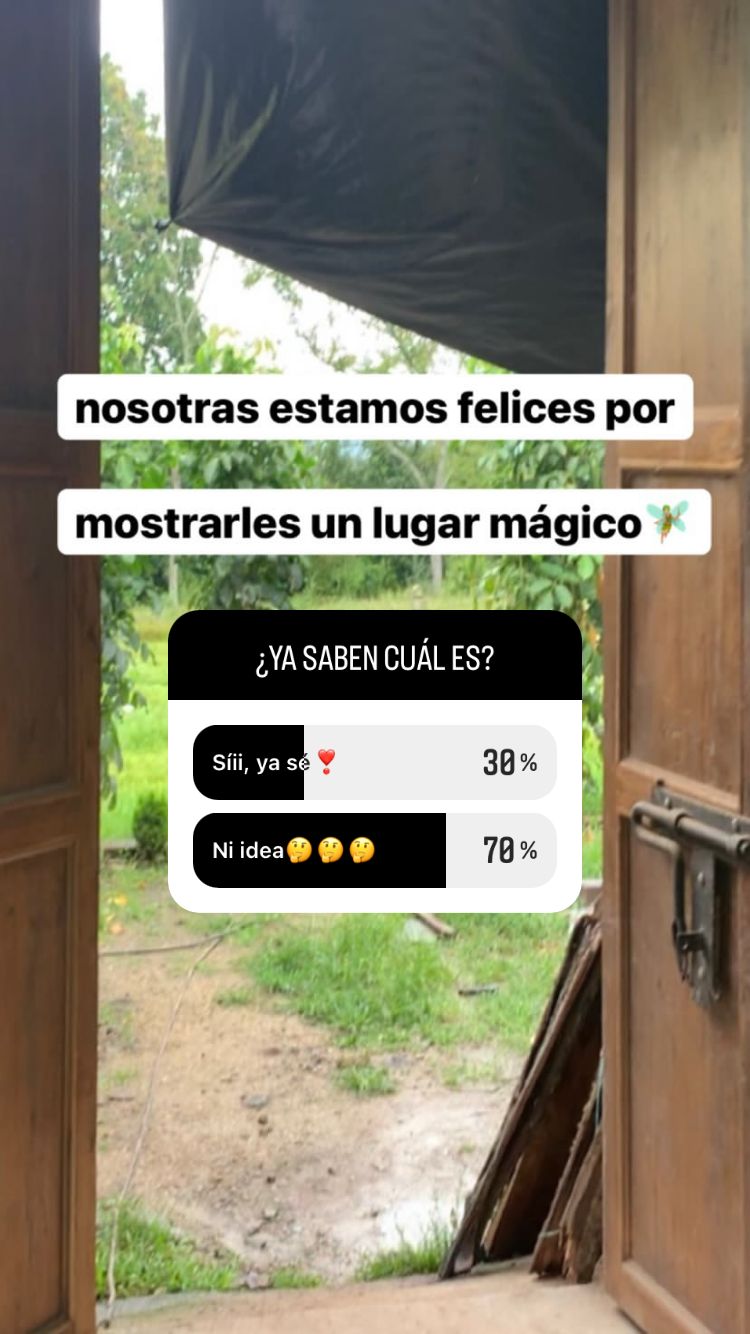 nosotras estamos felices por
mostrarles un lugar mágico🧚
¿YA SABEN CUÁL ES?
Síii, ya sé❣️ 30%
Ni idea🤔🤔🤔 70%